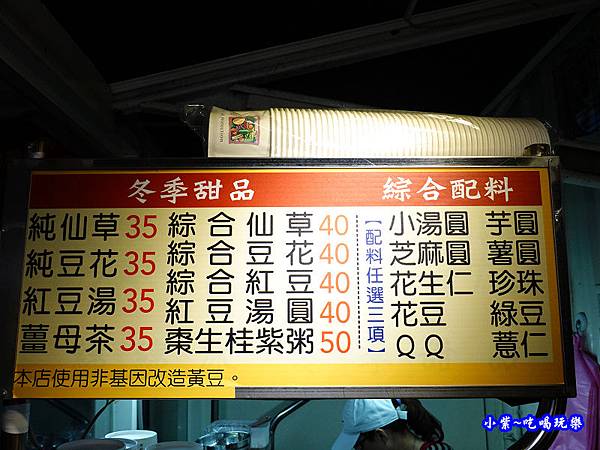 冬季甜品
純仙草 35 綜合仙草 40
純豆花 35 綜合豆花 40
紅豆湯 35 綜合紅豆 40
薑母茶 35 紅豆湯圓 40
棗生桂紫粥 50
綜合配料
【配料任選三項】
小湯圓 芋圓
芝麻圓 薯圓
花生仁 珍珠
花豆 綠豆
QQ 薏仁
本店使用非基因改造黃豆。
小紫~吃喝玩樂